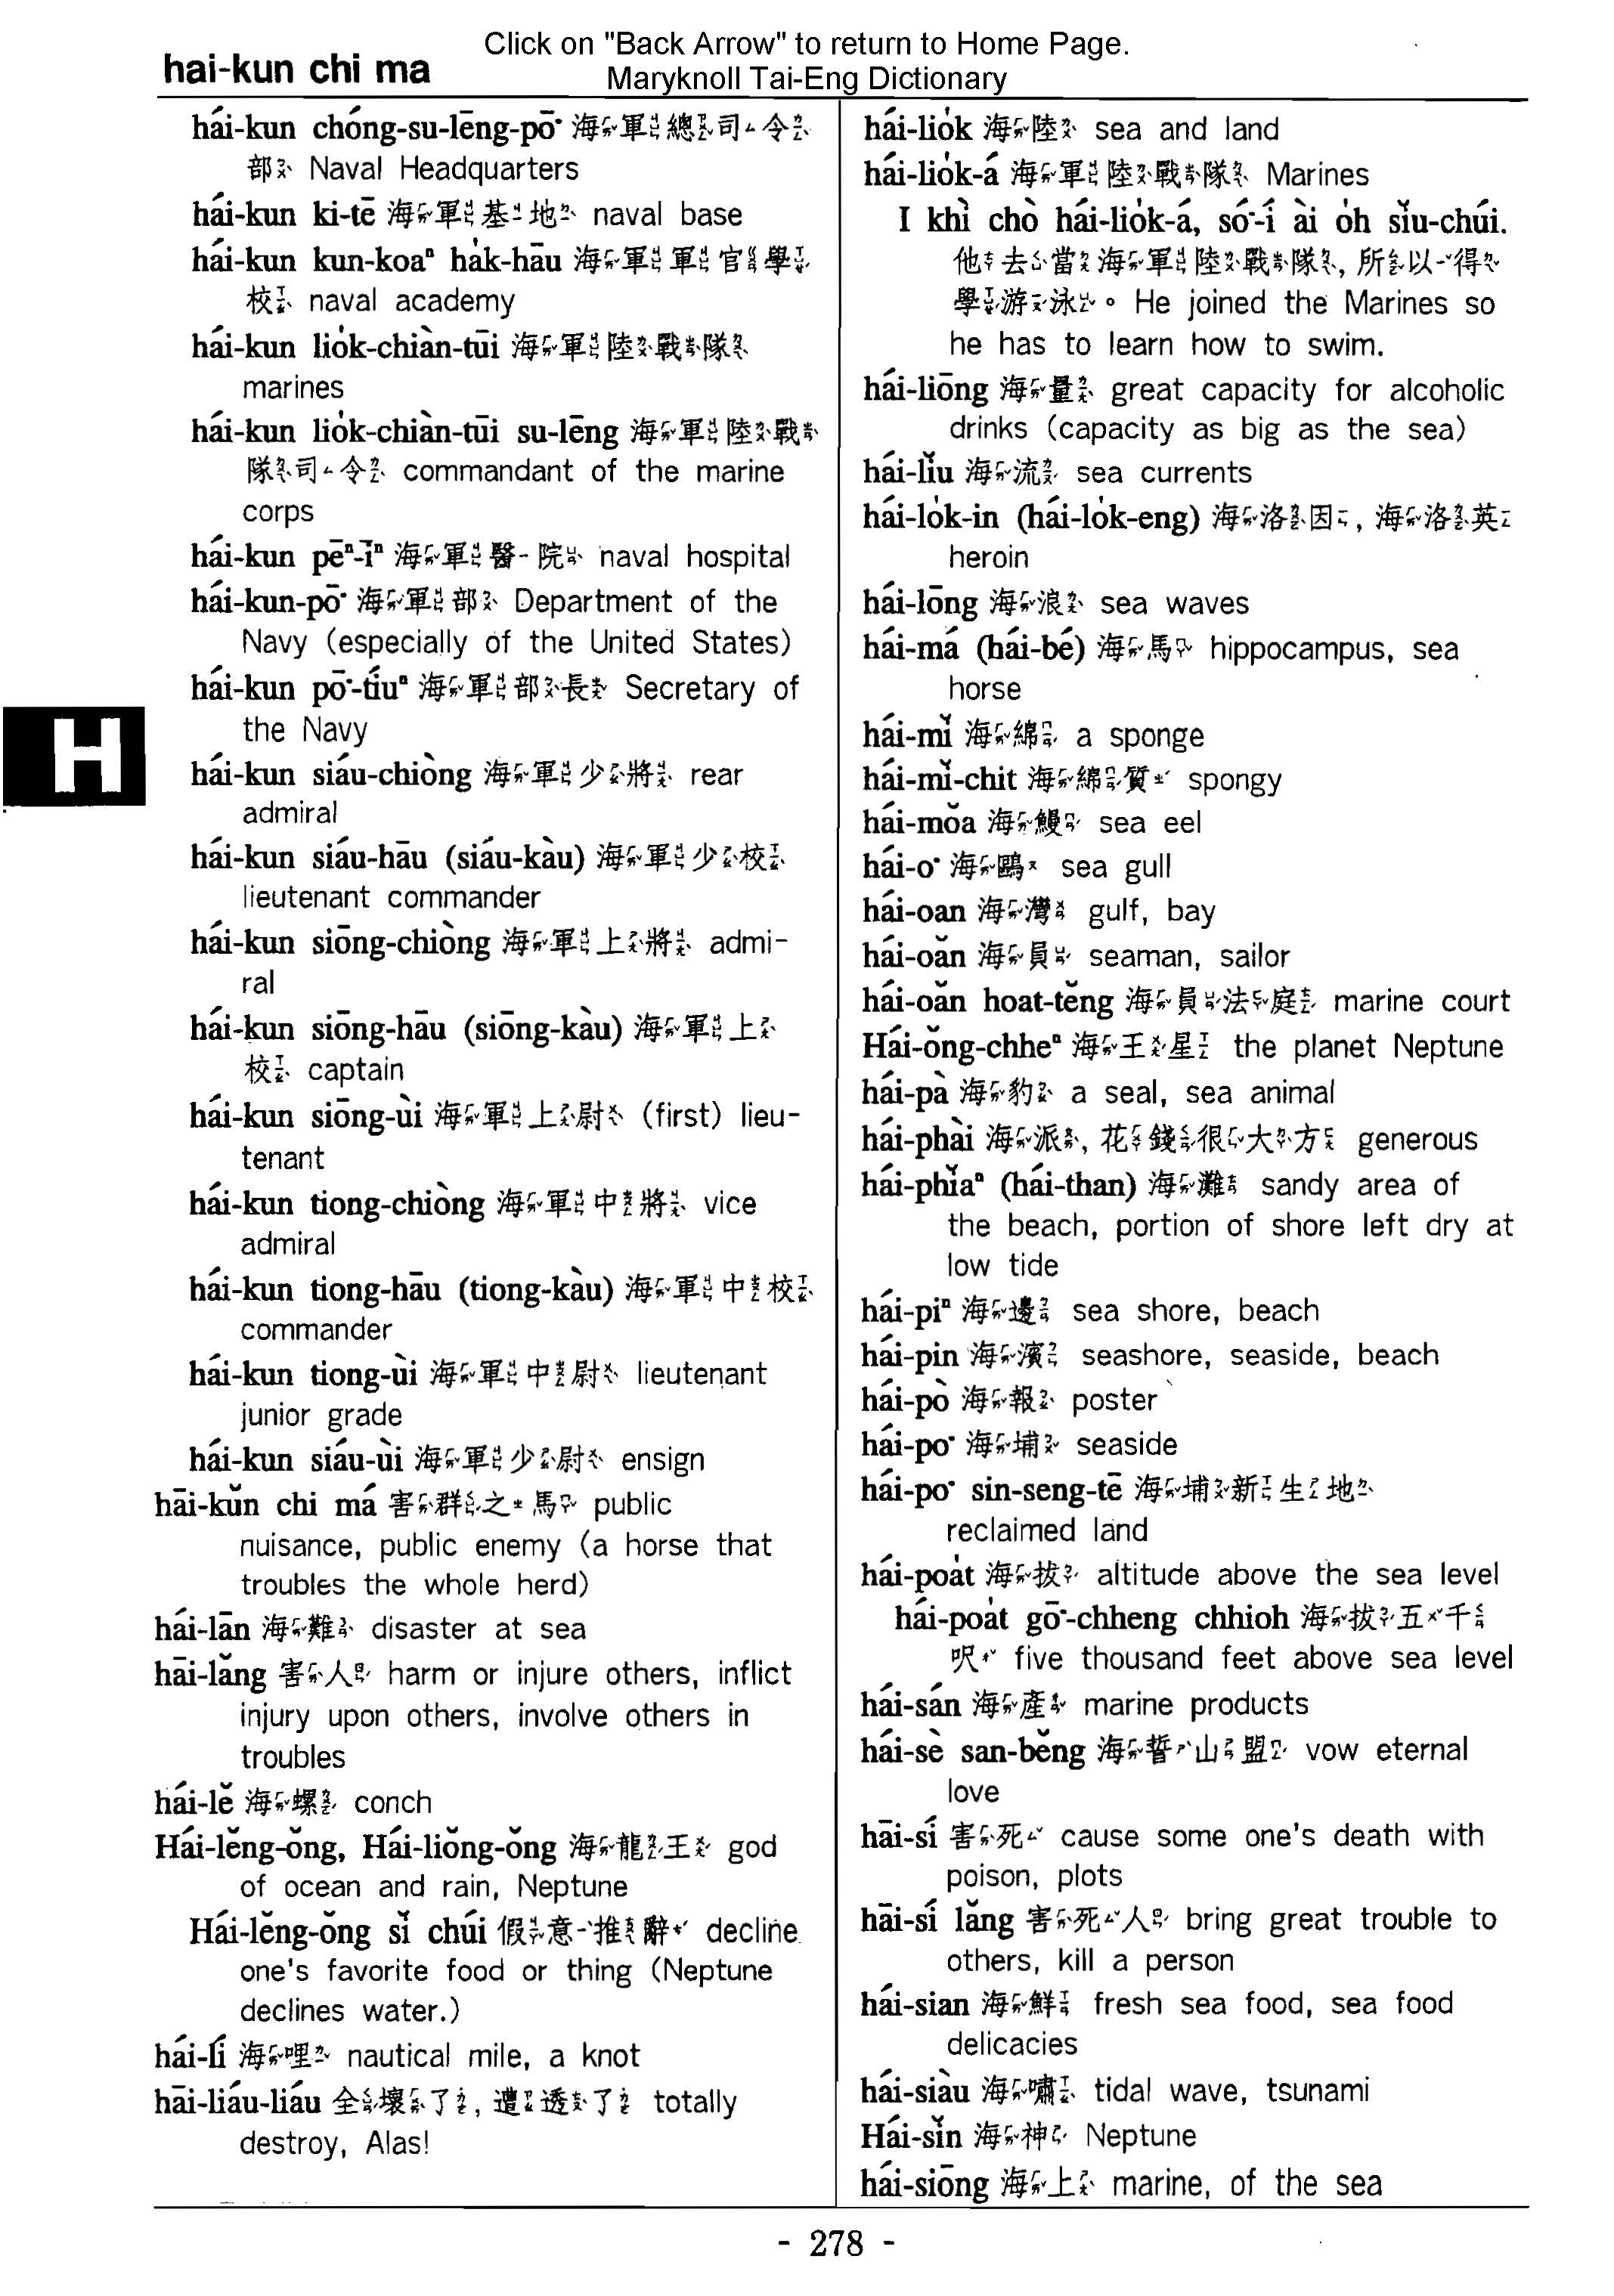 Click on "Back Arrow" to return to Home Page.
hai-kun chi ma
Maryknoll Tai-Eng Dictionary
hái-kun chóng-su-lēng-pō͘ 海軍總司令
部 Naval Headquarters
hái-kun ki-tē 海軍基地 naval base
hái-kun kun-koaⁿ ha̍k-hāu 海軍軍官學
校 naval academy
hái-kun lio̍k-chiàn-tūi 海軍陸戰隊
marines
hái-kun lio̍k-chiàn-tūi su-lēng 海軍陸戰
隊司令 commandant of the marine
corps
hái-kun pēⁿ-īⁿ 海軍醫院 naval hospital
hái-kun-pō͘ 海軍部 Department of the
Navy (especially of the United States)
hái-kun pō͘-tíuⁿ 海軍部長 Secretary of
the Navy
H
hái-kun siáu-chiòng 海軍少將 rear
admiral
hái-kun siáu-hāu (siáu-kàu) 海軍少校
lieutenant commander
hái-kun siōng-chiòng 海軍上將 admi-
ral
hái-kun siōng-hāu (siōng-kàu) 海軍上
校 captain
hái-kun siōng-ùi 海軍上尉 (first) lieu-
tenant
hái-kun tiong-chiòng 海軍中將 vice
admiral
hái-kun tiong-hāu (tiong-kàu) 海軍中校
commander
hái-kun tiong-ùi 海軍中尉 lieutenant
junior grade
hái-kun siáu-ùi 海軍少尉 ensign
hāi-kŭn chi má 害群之馬 public
nuisance, public enemy (a horse that
troubles the whole herd)
hái-lān 海難 disaster at sea
hāi-lăng 害人 harm or injure others, inflict
injury upon others, involve others in
troubles
hái-lĕ 海螺 conch
Hái-lĕng-ŏng, Hái-liŏng-ŏng 海龍王 god
of ocean and rain, Neptune
Hái-lĕng-ŏng sĭ chúi 假意推辭 decline
one's favorite food or thing (Neptune
declines water.)
hái-lí 海哩 nautical mile, a knot
hāi-liáu-liáu 全壞了, 遭透了 totally
destroy, Alas!
hái-lio̍k 海陸 sea and land
hái-lio̍k-á 海軍陸戰隊 Marines
I khì chò hái-lio̍k-á, só͘-í ài o̍h sĭu-chúi.
他去當海軍陸戰隊, 所以得
學游泳。 He joined the Marines so
he has to learn how to swim.
hái-liōng 海量 great capacity for alcoholic
drinks (capacity as big as the sea)
hái-lĭu 海流 sea currents
hái-lo̍k-in (hái-lo̍k-eng) 海洛因, 海洛英
heroin
hái-lōng 海浪 sea waves
hái-má (hái-bé) 海馬 hippocampus, sea
horse
hái-mĭ 海綿 a sponge
hái-mĭ-chit 海綿質 spongy
hái-mŏa 海鰻 sea eel
hái-o͘ 海鷗 sea gull
hái-oan 海灣 gulf, bay
hái-oăn 海員 seaman, sailor
hái-oăn hoat-tĕng 海員法庭 marine court
Hái-ŏng-chheⁿ 海王星 the planet Neptune
hái-pà 海豹 a seal, sea animal
hái-phài 海派, 花錢很大方 generous
hái-phĭaⁿ (hái-than) 海灘 sandy area of
the beach, portion of shore left dry at
low tide
hái-piⁿ 海邊 sea shore, beach
hái-pin 海濱 seashore, seaside, beach
hái-pò 海報 poster
hái-po͘ 海埔 seaside
hái-po͘ sin-seng-tē 海埔新生地
reclaimed land
hái-poa̍t 海拔 altitude above the sea level
hái-poa̍t gō͘-chheng chhioh 海拔五千
呎 five thousand feet above sea level
hái-sán 海產 marine products
hái-sè san-bĕng 海誓山盟 vow eternal
love
hāi-sí 害死 cause some one's death with
poison, plots
hāi-sí lăng 害死人 bring great trouble to
others, kill a person
hái-sian 海鮮 fresh sea food, sea food
delicacies
hái-siàu 海嘯 tidal wave, tsunami
Hái-sĭn 海神 Neptune
hái-siōng 海上 marine, of the sea
- 278 -